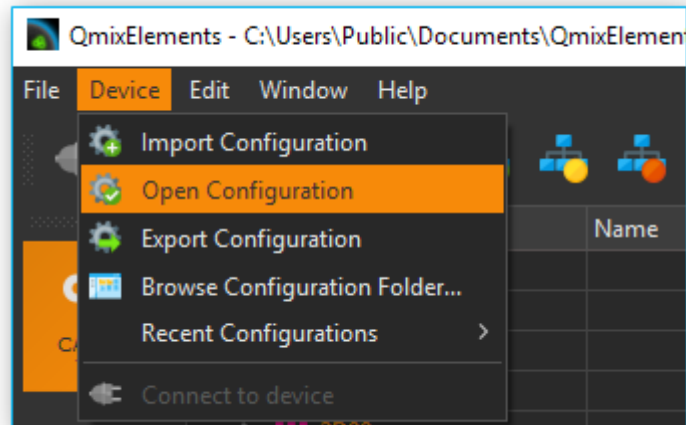 QmixElements - C:\Users\Public\Documents\QmixElement
File Device Edit Window Help
Import Configuration
Open Configuration
Name
Export Configuration
Browse Configuration Folder...
Recent Configurations
Connect to device